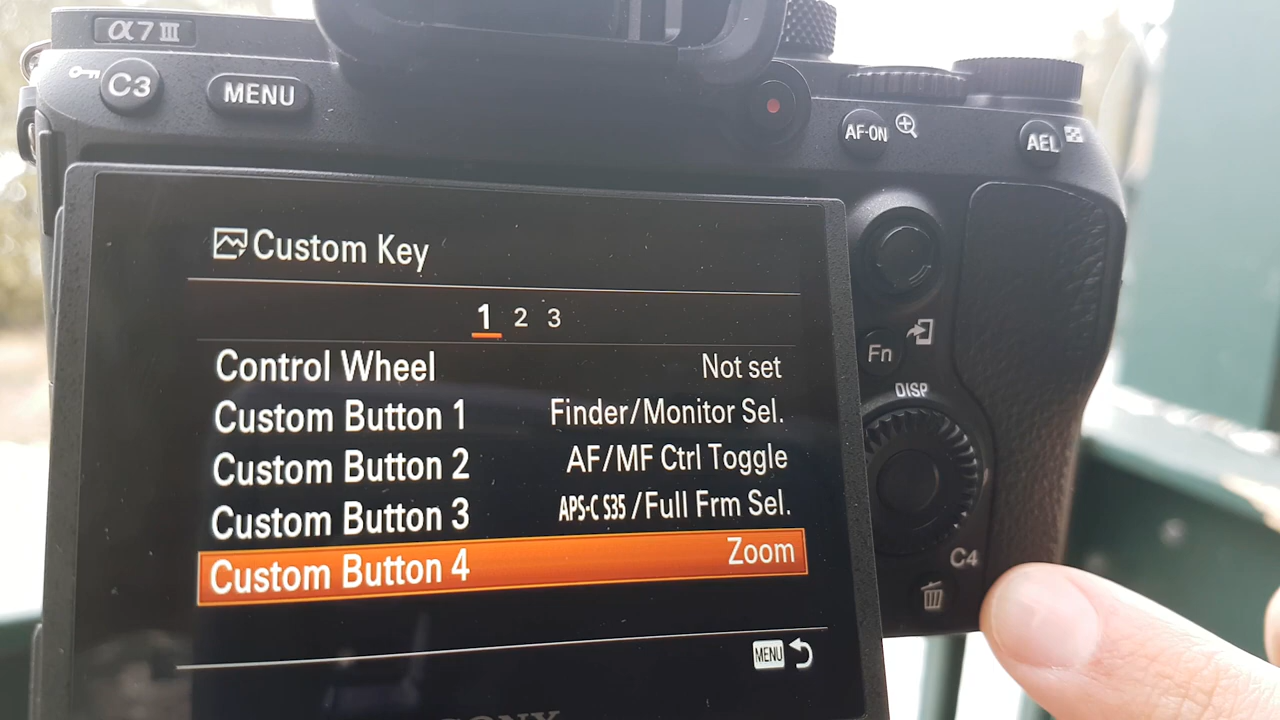 α7III
C3
MENU
AF-ON
AEL
Custom Key
1 2 3
Control Wheel Not set
Custom Button 1 Finder/Monitor Sel.
Custom Button 2 AF/MF Ctrl Toggle
Custom Button 3 APS-C S35 /Full Frm Sel.
Custom Button 4 Zoom
MENU
Fn
DISP
C4
SONY